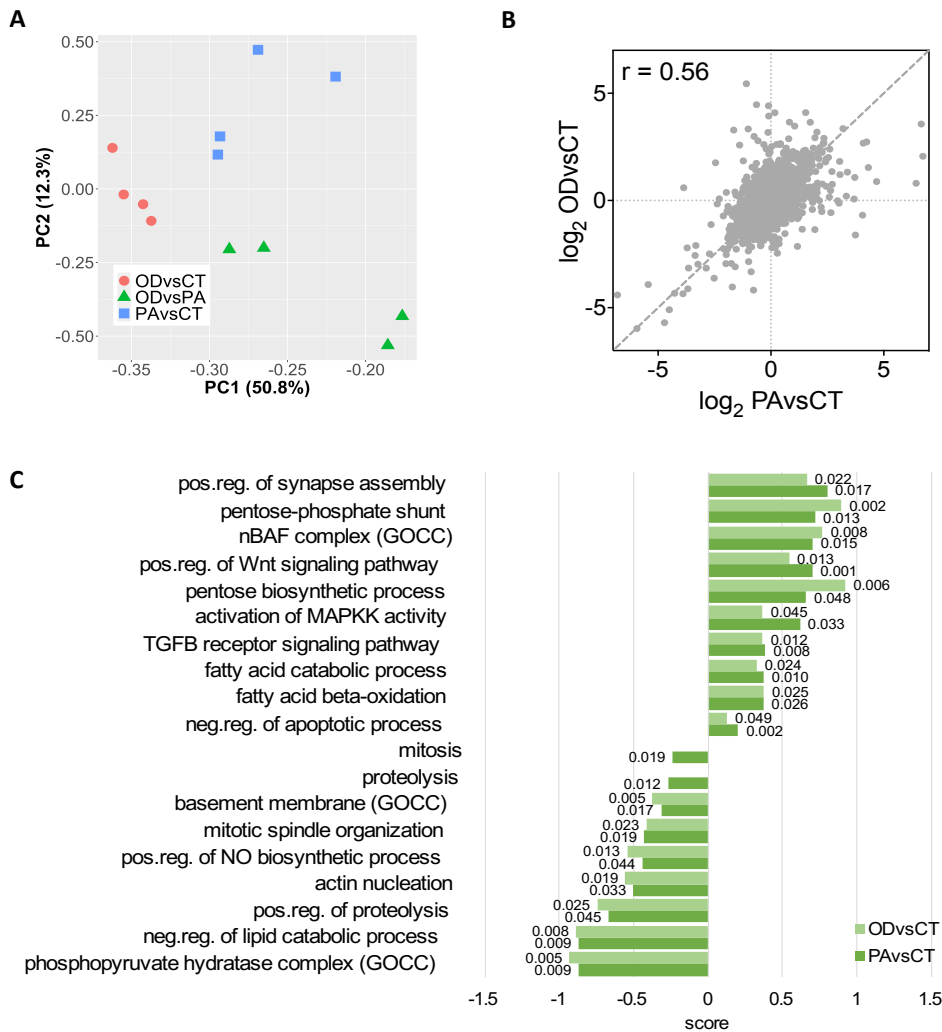 A
0.50
0.25
0.00
-0.25
-0.50
PC2 (12.3%)
ODvsCT
ODvsPA
PAvsCT
-0.35
-0.30
-0.25
-0.20
PC1 (50.8%)
B
r = 0.56
5
0
-5
log2 ODvsCT
-5
0
5
log2 PAvsCT
C
pos.reg. of synapse assembly
0.022
0.017
pentose-phosphate shunt
0.002
0.013
nBAF complex (GOCC)
0.008
0.015
pos.reg. of Wnt signaling pathway
0.013
0.001
pentose biosynthetic process
0.006
0.048
activation of MAPKK activity
0.045
0.033
TGFB receptor signaling pathway
0.012
0.008
fatty acid catabolic process
0.024
0.010
fatty acid beta-oxidation
0.025
0.026
neg.reg. of apoptotic process
0.049
0.002
mitosis
0.019
proteolysis
0.012
basement membrane (GOCC)
0.005
0.017
mitotic spindle organization
0.023
0.019
pos.reg. of NO biosynthetic process
0.013
0.044
actin nucleation
0.019
0.033
pos.reg. of proteolysis
0.025
0.045
neg.reg. of lipid catabolic process
0.008
0.009
phosphopyruvate hydratase complex (GOCC)
0.005
0.009
ODvsCT
PAvsCT
-1.5
-1
-0.5
0
0.5
1
1.5
score